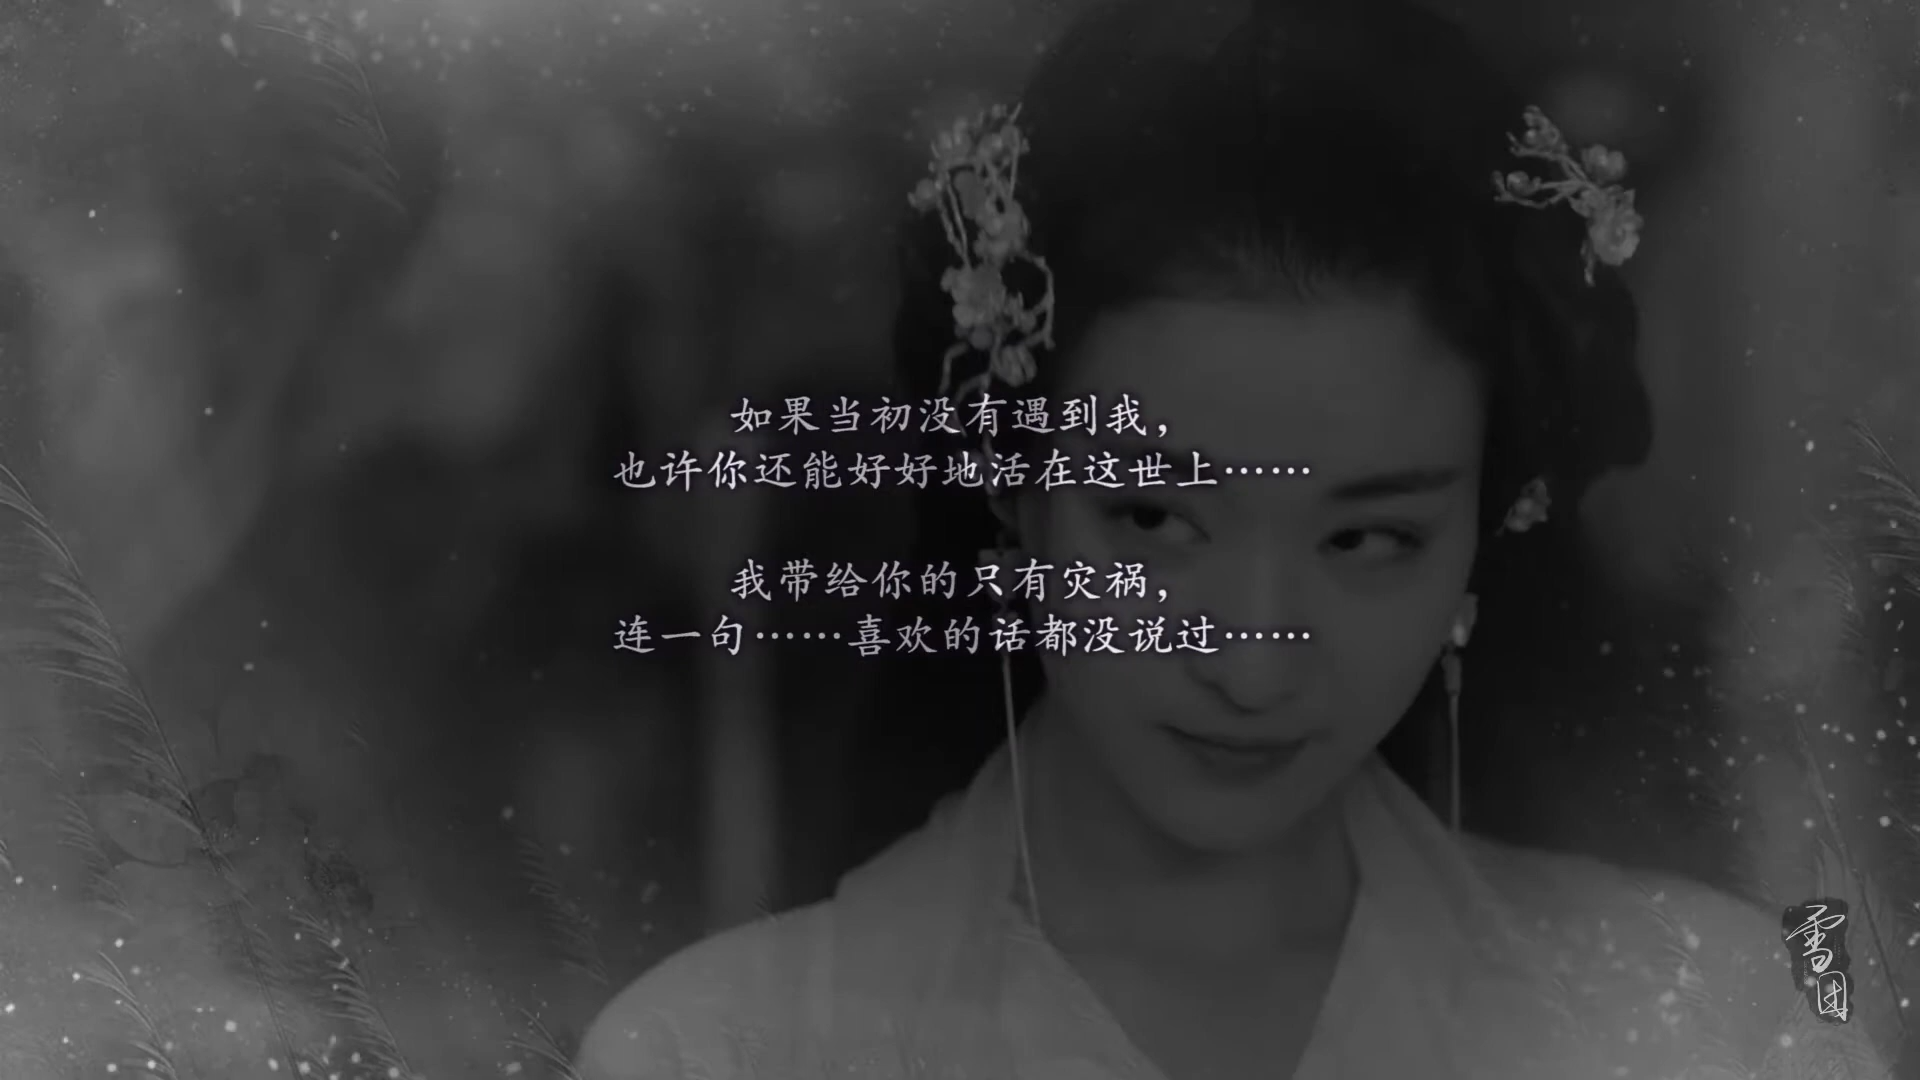 如果当初没有遇到我，
也许你还能好好地活在这世上……
我带给你的只有灾祸，
连一句……喜欢的话都没说过……
雪团